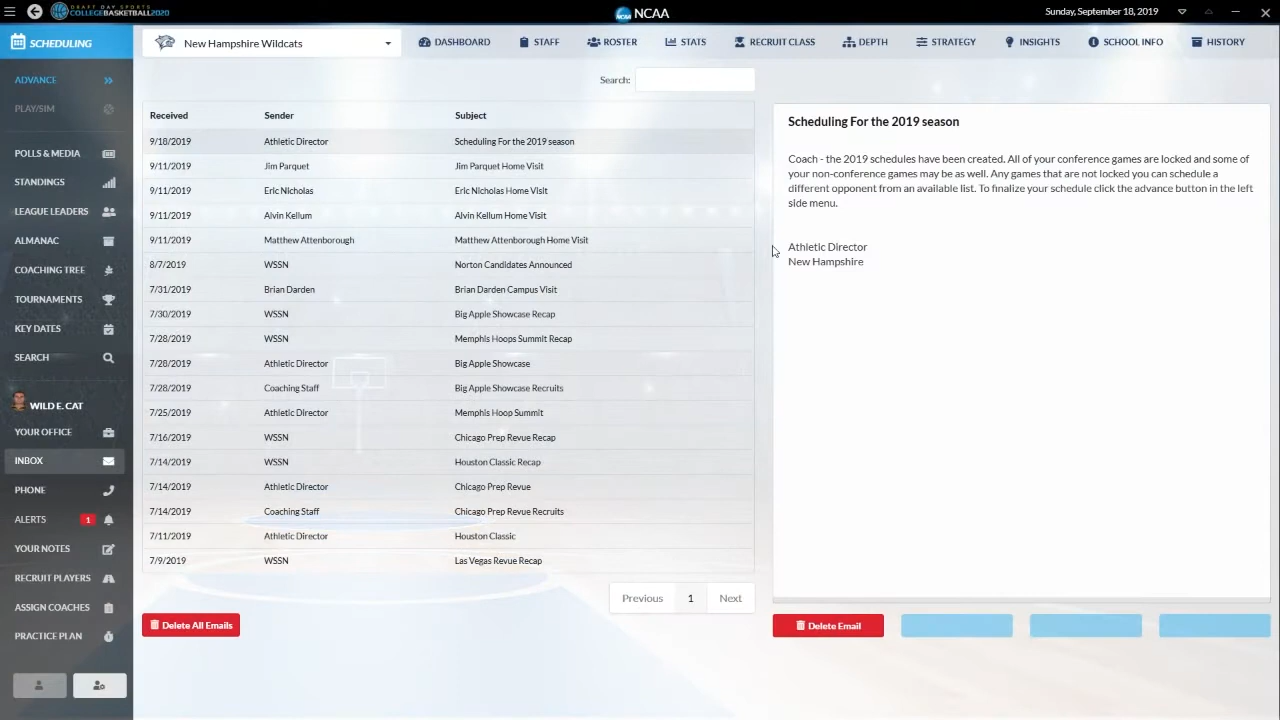 DRAFT DAY SPORTS
COLLEGE BASKETBALL 2020
NCAA
NCAA
Sunday, September 18, 2019
SCHEDULING
New Hampshire Wildcats
DASHBOARD
STAFF
ROSTER
STATS
RECRUIT CLASS
DEPTH
STRATEGY
INSIGHTS
SCHOOL INFO
HISTORY
ADVANCE
PLAY/SIM
POLLS & MEDIA
STANDINGS
LEAGUE LEADERS
ALMANAC
COACHING TREE
TOURNAMENTS
KEY DATES
SEARCH
WILD E. CAT
YOUR OFFICE
INBOX
PHONE
ALERTS 1
YOUR NOTES
RECRUIT PLAYERS
ASSIGN COACHES
PRACTICE PLAN
Search:
Received Sender Subject
9/18/2019 Athletic Director Scheduling For the 2019 season
9/11/2019 Jim Parquet Jim Parquet Home Visit
9/11/2019 Eric Nicholas Eric Nicholas Home Visit
9/11/2019 Alvin Kellum Alvin Kellum Home Visit
9/11/2019 Matthew Attenborough Matthew Attenborough Home Visit
8/7/2019 WSSN Norton Candidates Announced
7/31/2019 Brian Darden Brian Darden Campus Visit
7/30/2019 WSSN Big Apple Showcase Recap
7/28/2019 WSSN Memphis Hoops Summit Recap
7/28/2019 Athletic Director Big Apple Showcase
7/28/2019 Coaching Staff Big Apple Showcase Recruits
7/25/2019 Athletic Director Memphis Hoop Summit
7/16/2019 WSSN Chicago Prep Revue Recap
7/14/2019 WSSN Houston Classic Recap
7/14/2019 Athletic Director Chicago Prep Revue
7/14/2019 Coaching Staff Chicago Prep Revue Recruits
7/11/2019 Athletic Director Houston Classic
7/9/2019 WSSN Las Vegas Revue Recap
Previous 1 Next
Delete All Emails
Scheduling For the 2019 season
Coach - the 2019 schedules have been created. All of your conference games are locked and some of
your non-conference games may be as well. Any games that are not locked you can schedule a
different opponent from an available list. To finalize your schedule click the advance button in the left
side menu.
Athletic Director
New Hampshire
Delete Email